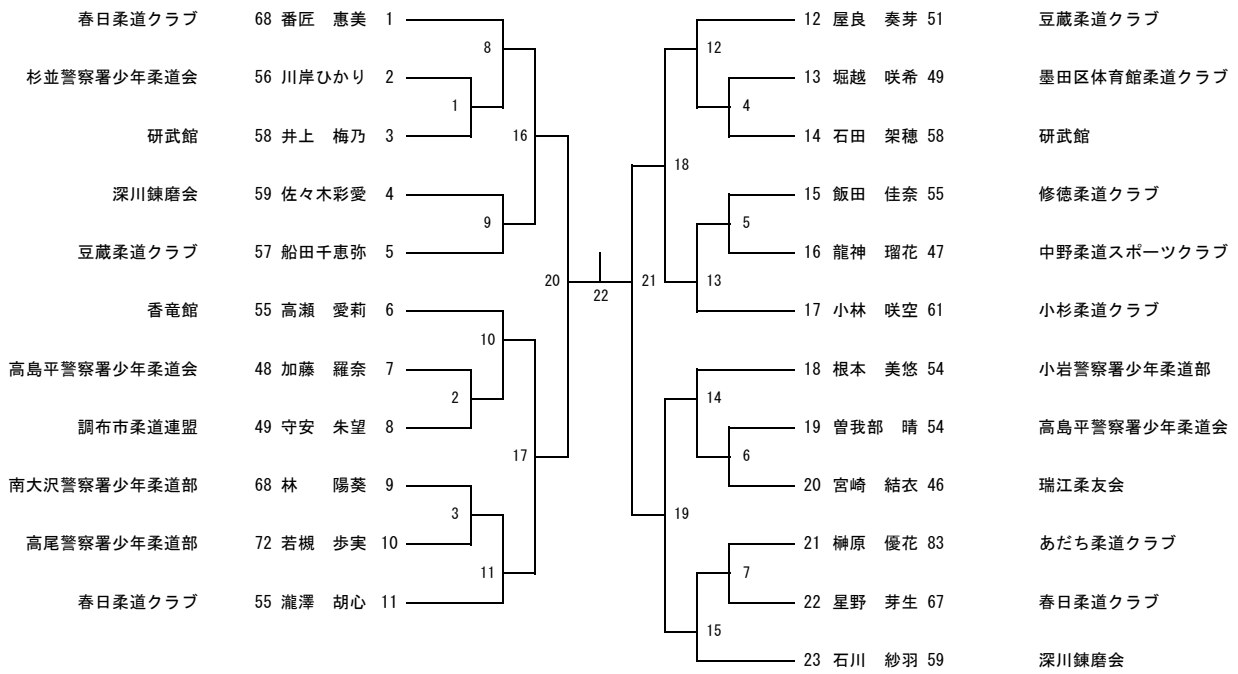 春日柔道クラブ 68 番匠 恵美 1
8
杉並警察署少年柔道会 56 川岸ひかり 2
1
研武館 58 井上 梅乃 3
16
深川錬磨会 59 佐々木彩愛 4
9
豆蔵柔道クラブ 57 船田千恵弥 5
20
香竜館 55 高瀬 愛莉 6
10
高島平警察署少年柔道会 48 加藤 羅奈 7
2
調布市柔道連盟 49 守安 朱望 8
17
南大沢警察署少年柔道部 68 林 陽葵 9
3
高尾警察署少年柔道部 72 若槻 歩実 10
11
春日柔道クラブ 55 瀧澤 胡心 11
22
12 屋良 奏芽 51 豆蔵柔道クラブ
12
13 堀越 咲希 49 墨田区体育館柔道クラブ
4
14 石田 架穂 58 研武館
18
15 飯田 佳奈 55 修徳柔道クラブ
5
16 龍神 瑠花 47 中野柔道スポーツクラブ
21
13
17 小林 咲空 61 小杉柔道クラブ
18 根本 美悠 54 小岩警察署少年柔道部
14
19 曽我部 晴 54 高島平警察署少年柔道会
6
20 宮崎 結衣 46 瑞江柔友会
19
21 榊原 優花 83 あだち柔道クラブ
7
22 星野 芽生 67 春日柔道クラブ
15
23 石川 紗羽 59 深川錬磨会